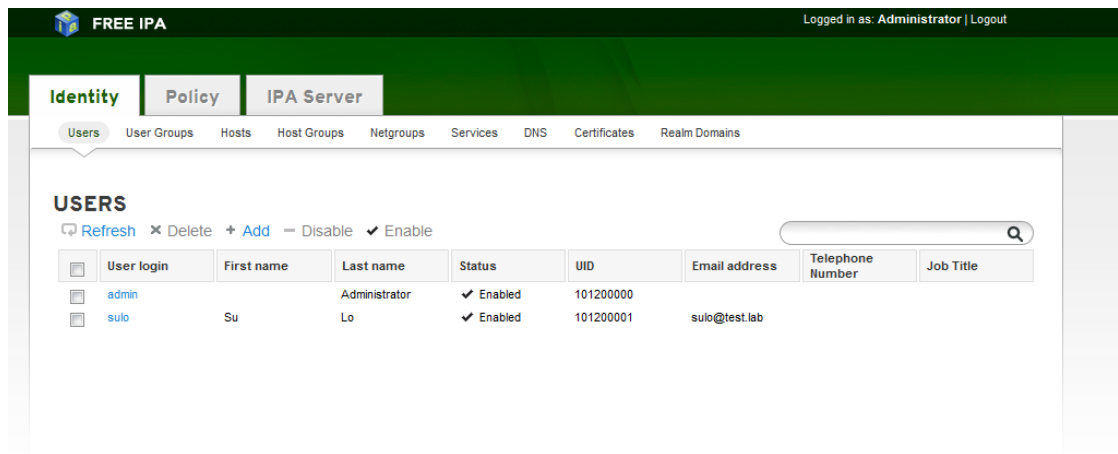 FREE IPA
Logged in as: Administrator | Logout
Identity Policy IPA Server
Users User Groups Hosts Host Groups Netgroups Services DNS Certificates Realm Domains
USERS
Refresh Delete Add Disable Enable
User login First name Last name Status UID Email address Telephone Number Job Title
admin Administrator Enabled 101200000
sulo Su Lo Enabled 101200001 sulo@test.lab